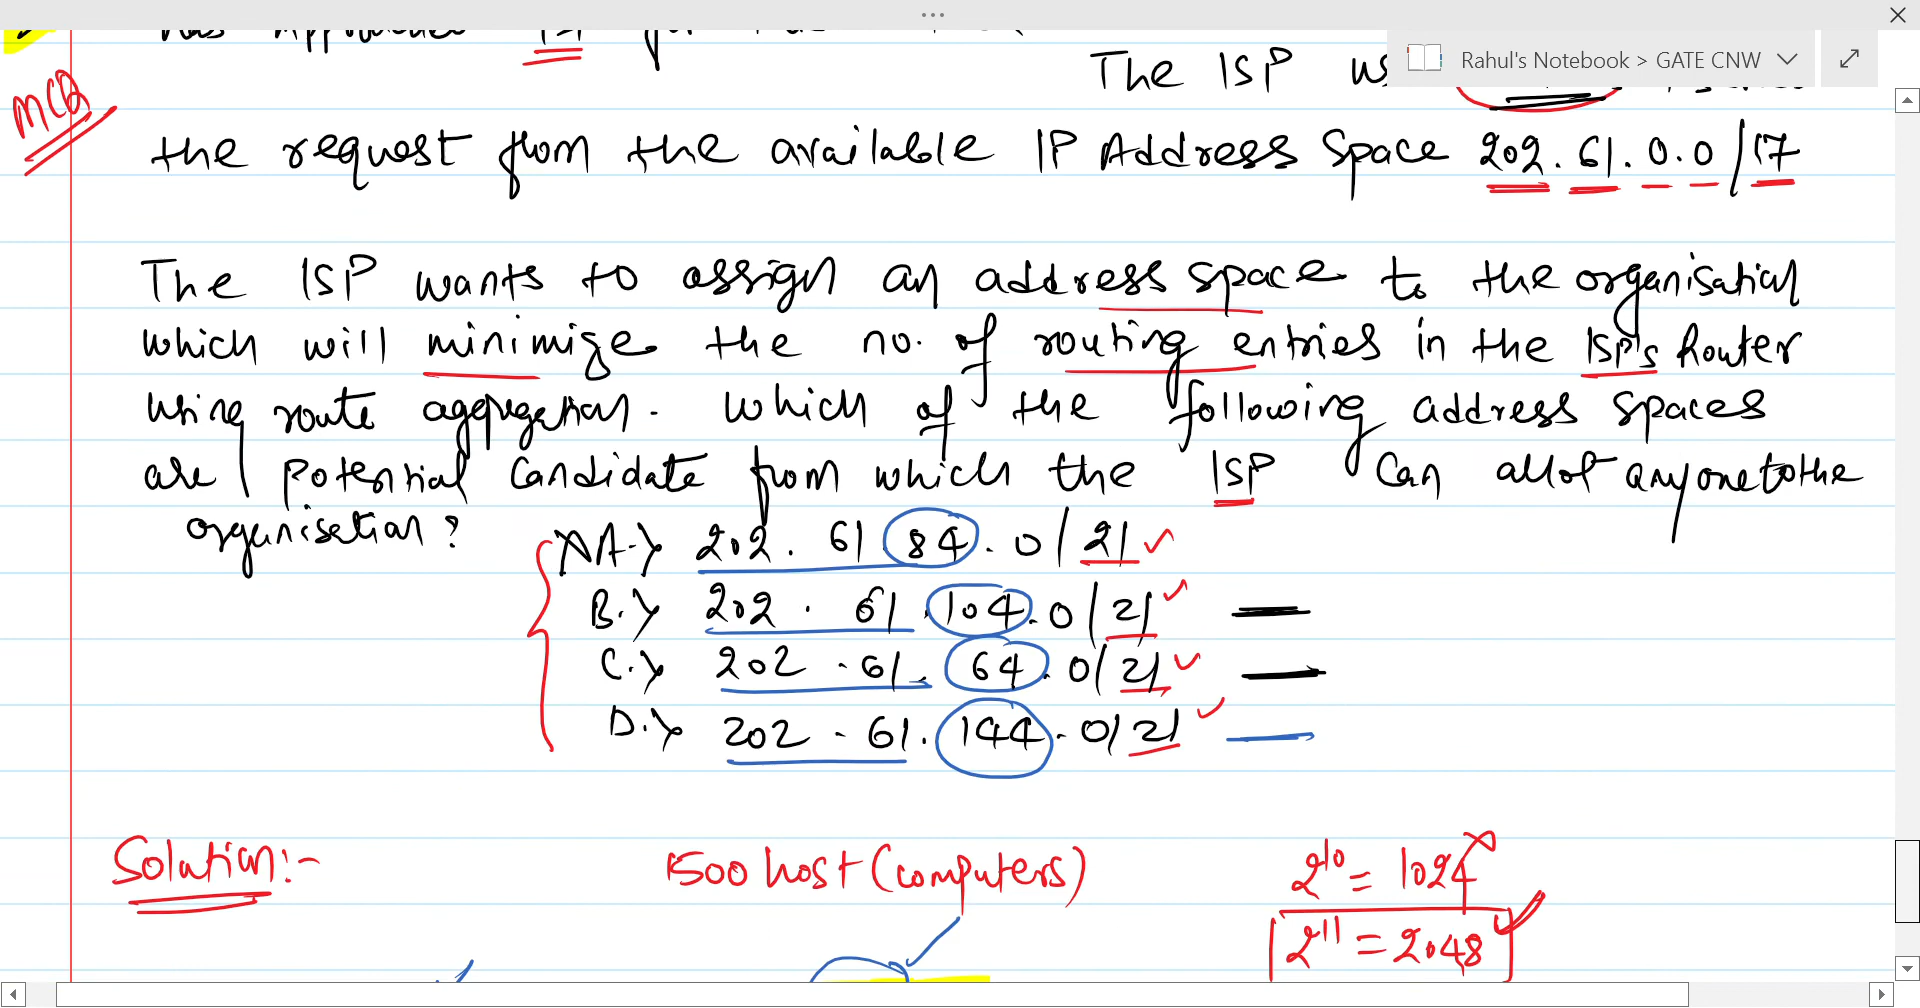 The ISP
Rahul's Notebook > GATE CNW
MCQ
the request from the available IP Address Space 202.61.0.0/17
The ISP wants to assign an address space to the organisation
which will minimize the no. of routing entries in the ISP's Router
using route aggregation. Which of the following address spaces
are potential candidate from which the ISP can allot any one to the
organisation?
A.> 202. 61 84.0/21
B.> 202. 61.104.0/21
C.> 202.61. 64.0/21
D.> 202.61.144.0/21
Solution:-
1500 host (computers)
2^10 = 1024
2^11 = 2048